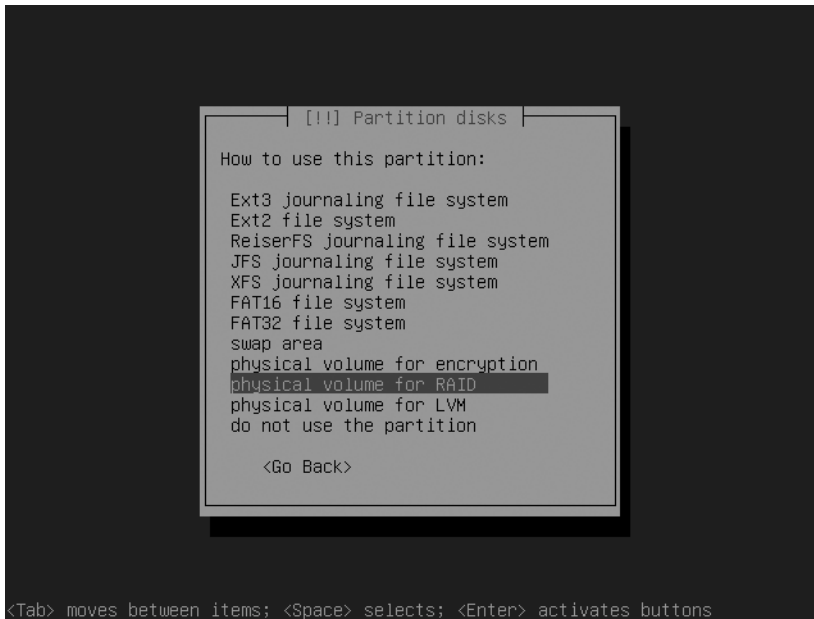 [!!] Partition disks
How to use this partition:
Ext3 journaling file system
Ext2 file system
ReiserFS journaling file system
JFS journaling file system
XFS journaling file system
FAT16 file system
FAT32 file system
swap area
physical volume for encryption
physical volume for RAID
physical volume for LVM
do not use the partition
<Go Back>
<Tab> moves between items; <Space> selects; <Enter> activates buttons